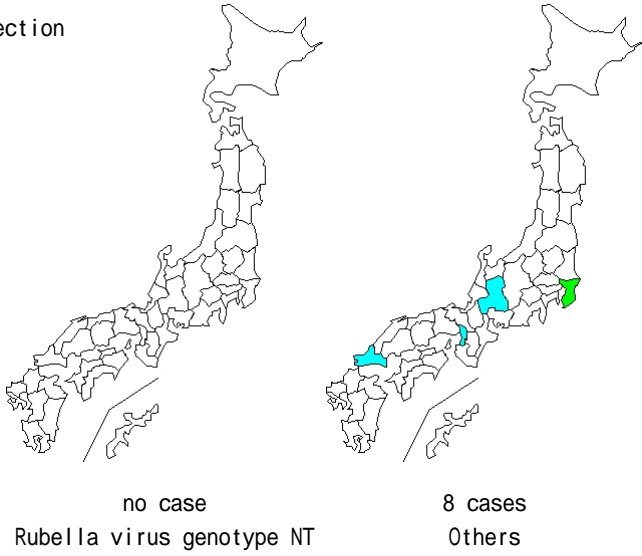 ection
no case
8 cases
Rubella virus genotype NT
Others